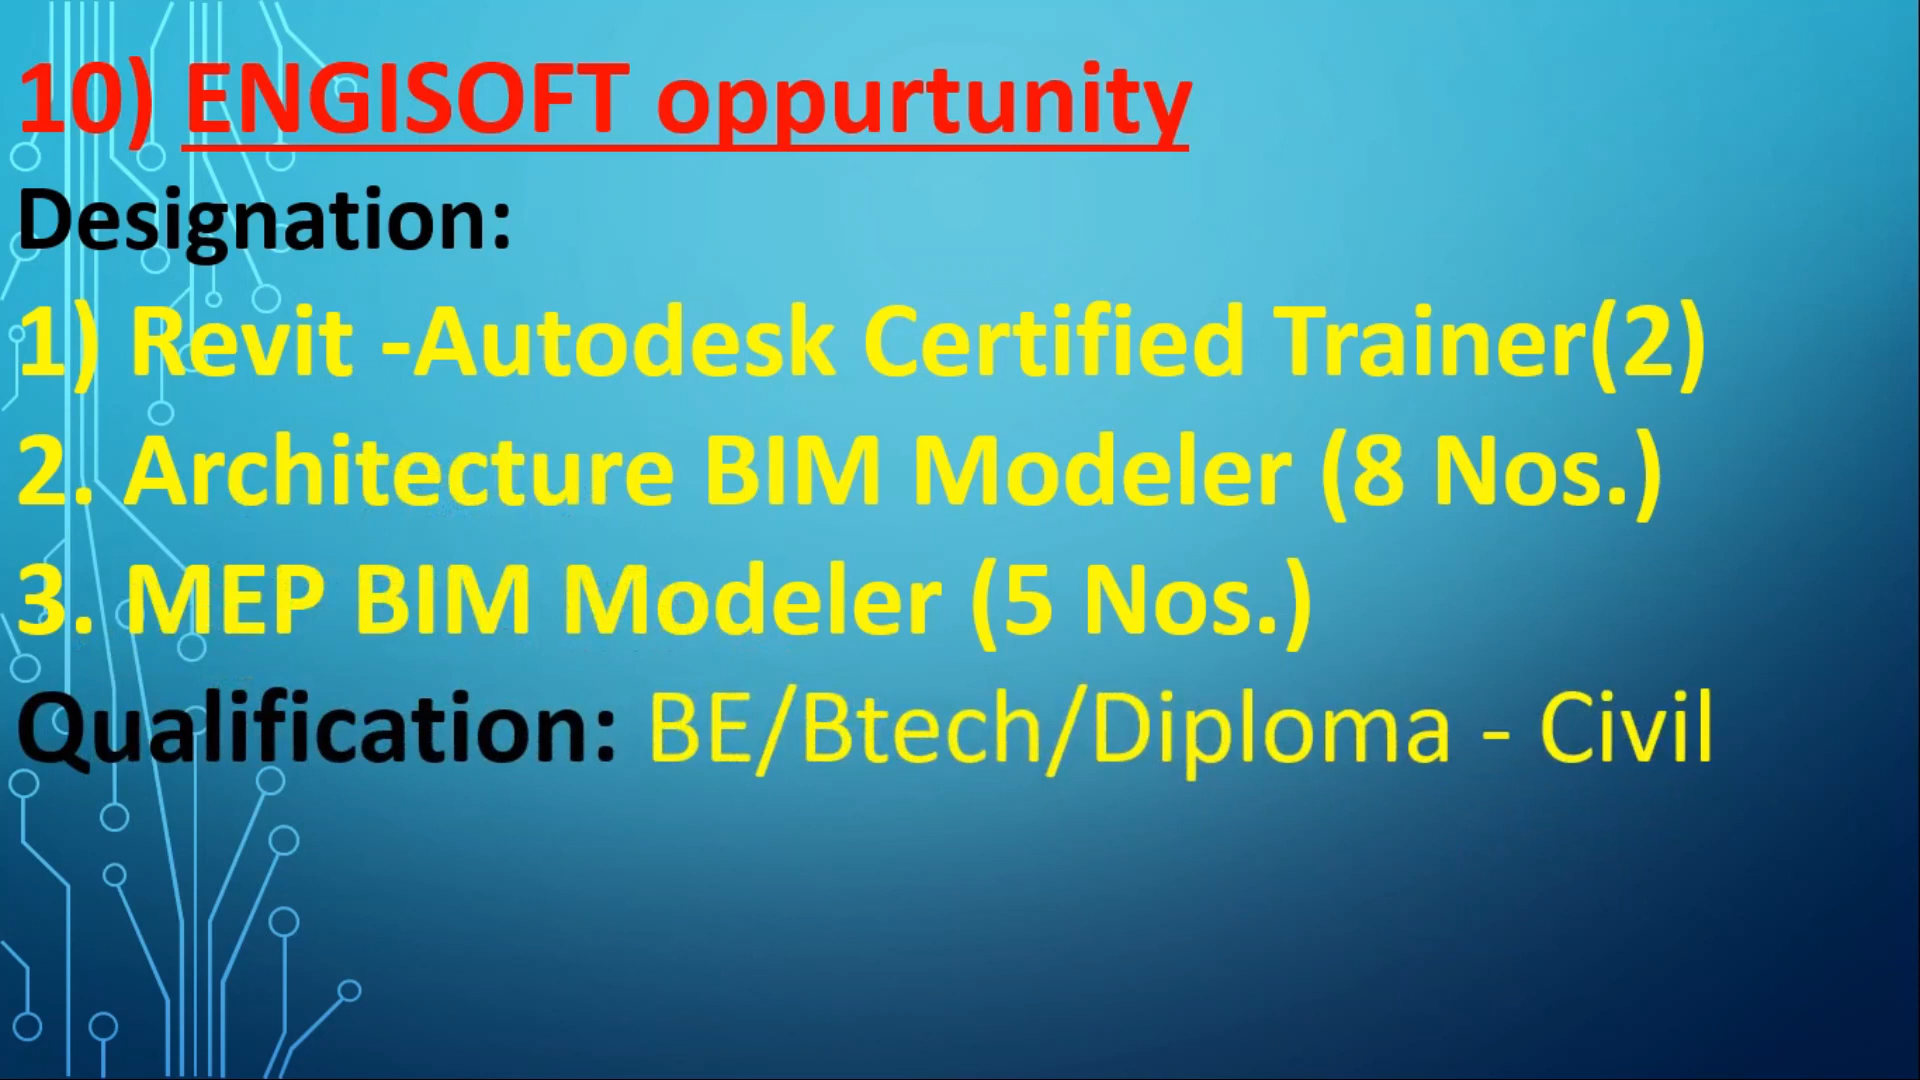 10) ENGISOFT oppurtunity
Designation:
1) Revit -Autodesk Certified Trainer(2)
2. Architecture BIM Modeler (8 Nos.)
3. MEP BIM Modeler (5 Nos.)
Qualification: BE/Btech/Diploma - Civil